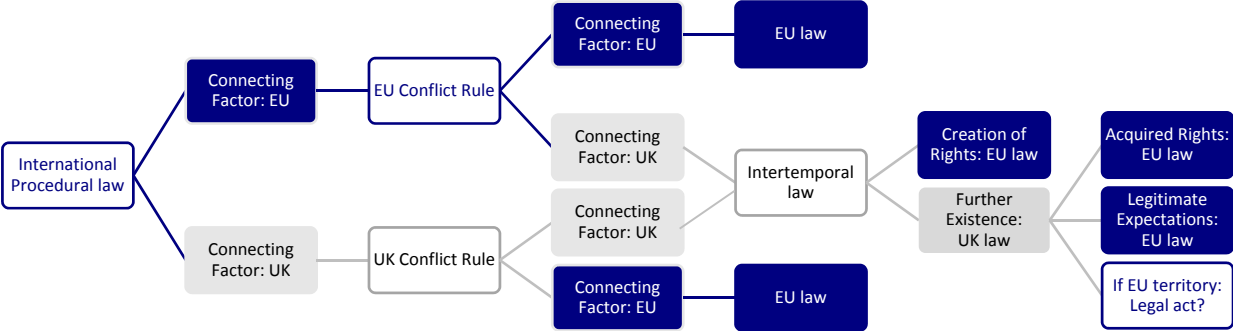 International
Procedural law
Connecting
Factor: EU
EU Conflict Rule
Connecting
Factor: EU
EU law
Connecting
Factor: UK
Connecting
Factor: UK
UK Conflict Rule
Connecting
Factor: UK
Connecting
Factor: EU
EU law
Intertemporal
law
Creation of
Rights: EU law
Further
Existence:
UK law
Acquired Rights:
EU law
Legitimate
Expectations:
EU law
If EU territory:
Legal act?